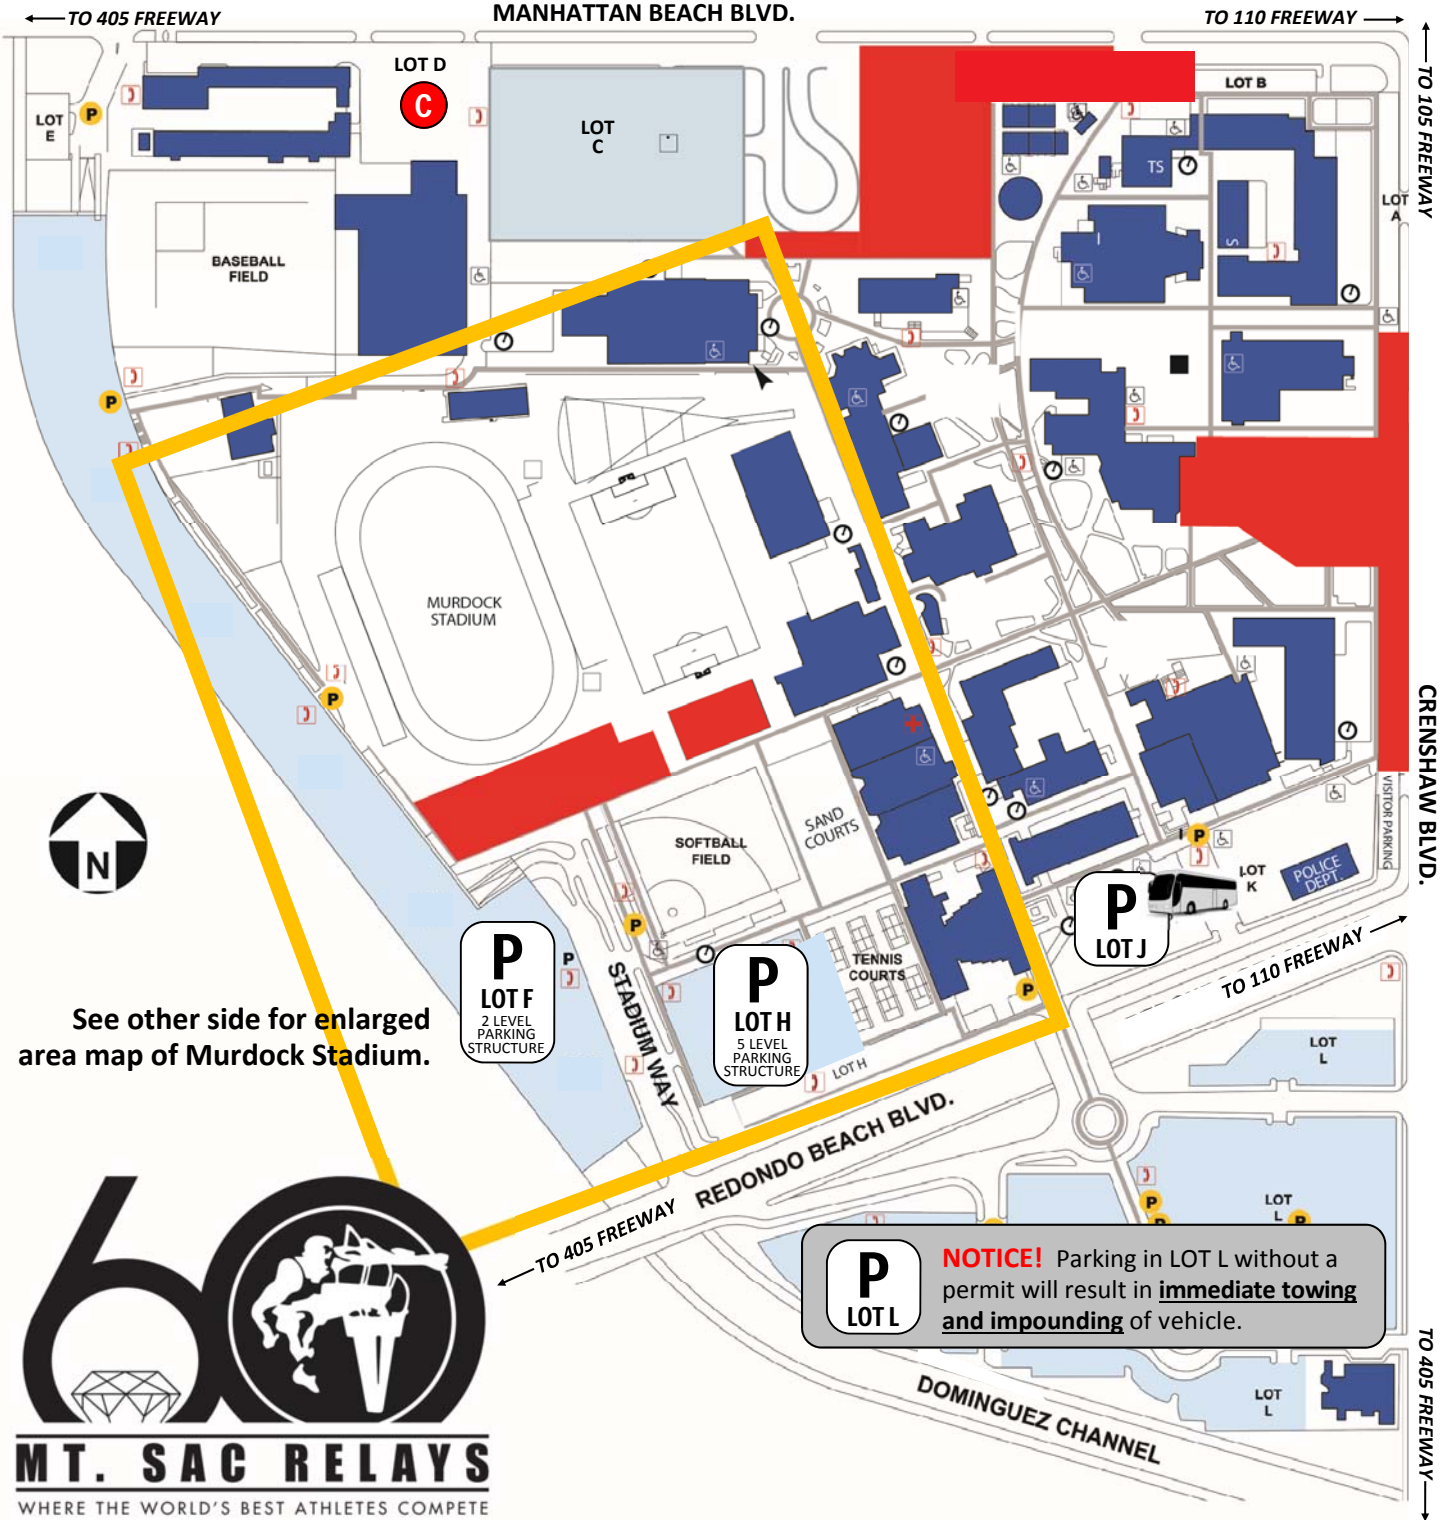 TO 405 FREEWAY
MANHATTAN BEACH BLVD.
TO 110 FREEWAY
TO 105 FREEWAY
LOT D
C
LOT
C
LOT B
LOT
E
P
LOT
A
TS
I
S
BASEBALL
FIELD
P
MURDOCK
STADIUM
P
CRENSHAW BLVD.
VISITOR PARKING
N
SOFTBALL
FIELD
SAND
COURTS
I P
LOT
K
POLICE
DEPT.
P
LOT J
P
P
LOT F
2 LEVEL
PARKING
STRUCTURE
P
STADIUM WAY
P
LOT H
5 LEVEL
PARKING
STRUCTURE
TENNIS
COURTS
P
TO 110 FREEWAY
See other side for enlarged
area map of Murdock Stadium.
LOT H
LOT
L
REDONDO BEACH BLVD.
TO 405 FREEWAY
P
LOT
L
P
P
LOT L
NOTICE! Parking in LOT L without a
permit will result in immediate towing
and impounding of vehicle.
TO 405 FREEWAY
DOMINGUEZ CHANNEL
LOT
L
60
MT. SAC RELAYS
WHERE THE WORLD'S BEST ATHLETES COMPETE